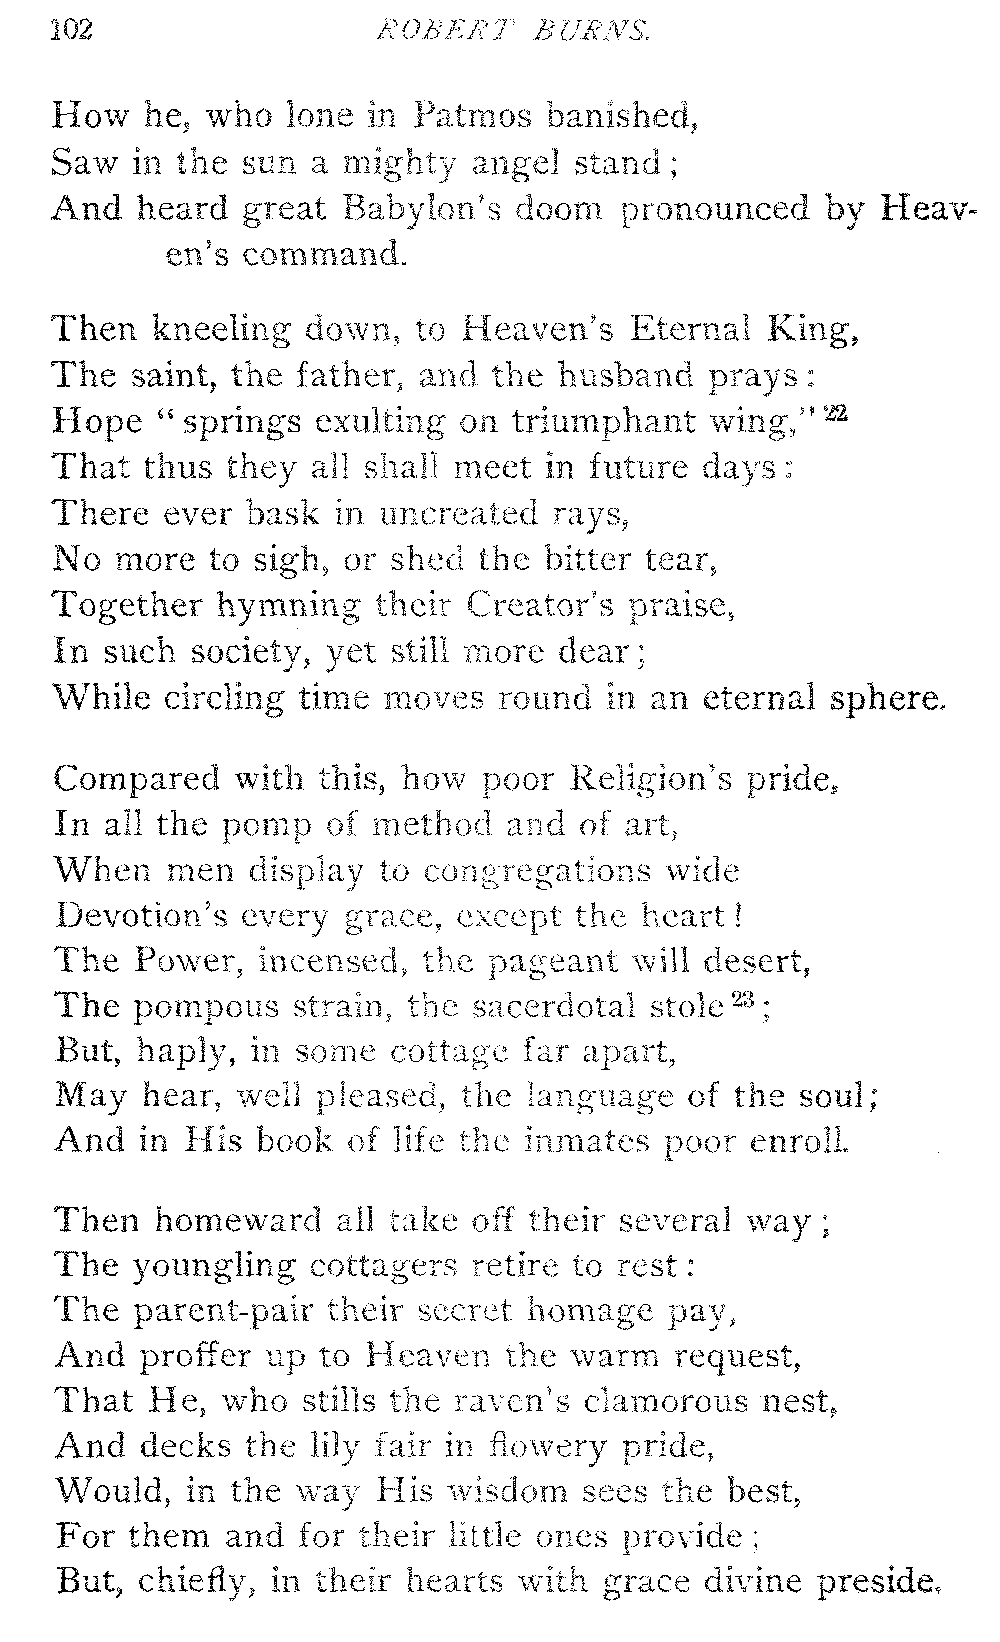 102 ROBERT BURNS.
How he, who lone in Patmos banished,
Saw in the sun a mighty angel stand ;
And heard great Babylon's doom pronounced by Heav-
en's command.
Then kneeling down, to Heaven's Eternal King,
The saint, the father, and the husband prays :
Hope “ springs exulting on triumphant wing,” 22
That thus they all shall meet in future days :
There ever bask in uncreated rays,
No more to sigh, or shed the bitter tear,
Together hymning their Creator's praise,
In such society, yet still more dear ;
While circling time moves round in an eternal sphere.
Compared with this, how poor Religion's pride,
In all the pomp of method and of art,
When men display to congregations wide
Devotion's every grace, except the heart !
The Power, incensed, the pageant will desert,
The pompous strain, the sacerdotal stole 23 ;
But, haply, in some cottage far apart,
May hear, well pleased, the language of the soul;
And in His book of life the inmates poor enroll.
Then homeward all take off their several way ;
The youngling cottagers retire to rest :
The parent-pair their secret homage pay,
And proffer up to Heaven the warm request,
That He, who stills the raven's clamorous nest,
And decks the lily fair in flowery pride,
Would, in the way His wisdom sees the best,
For them and for their little ones provide ;
But, chiefly, in their hearts with grace divine preside.